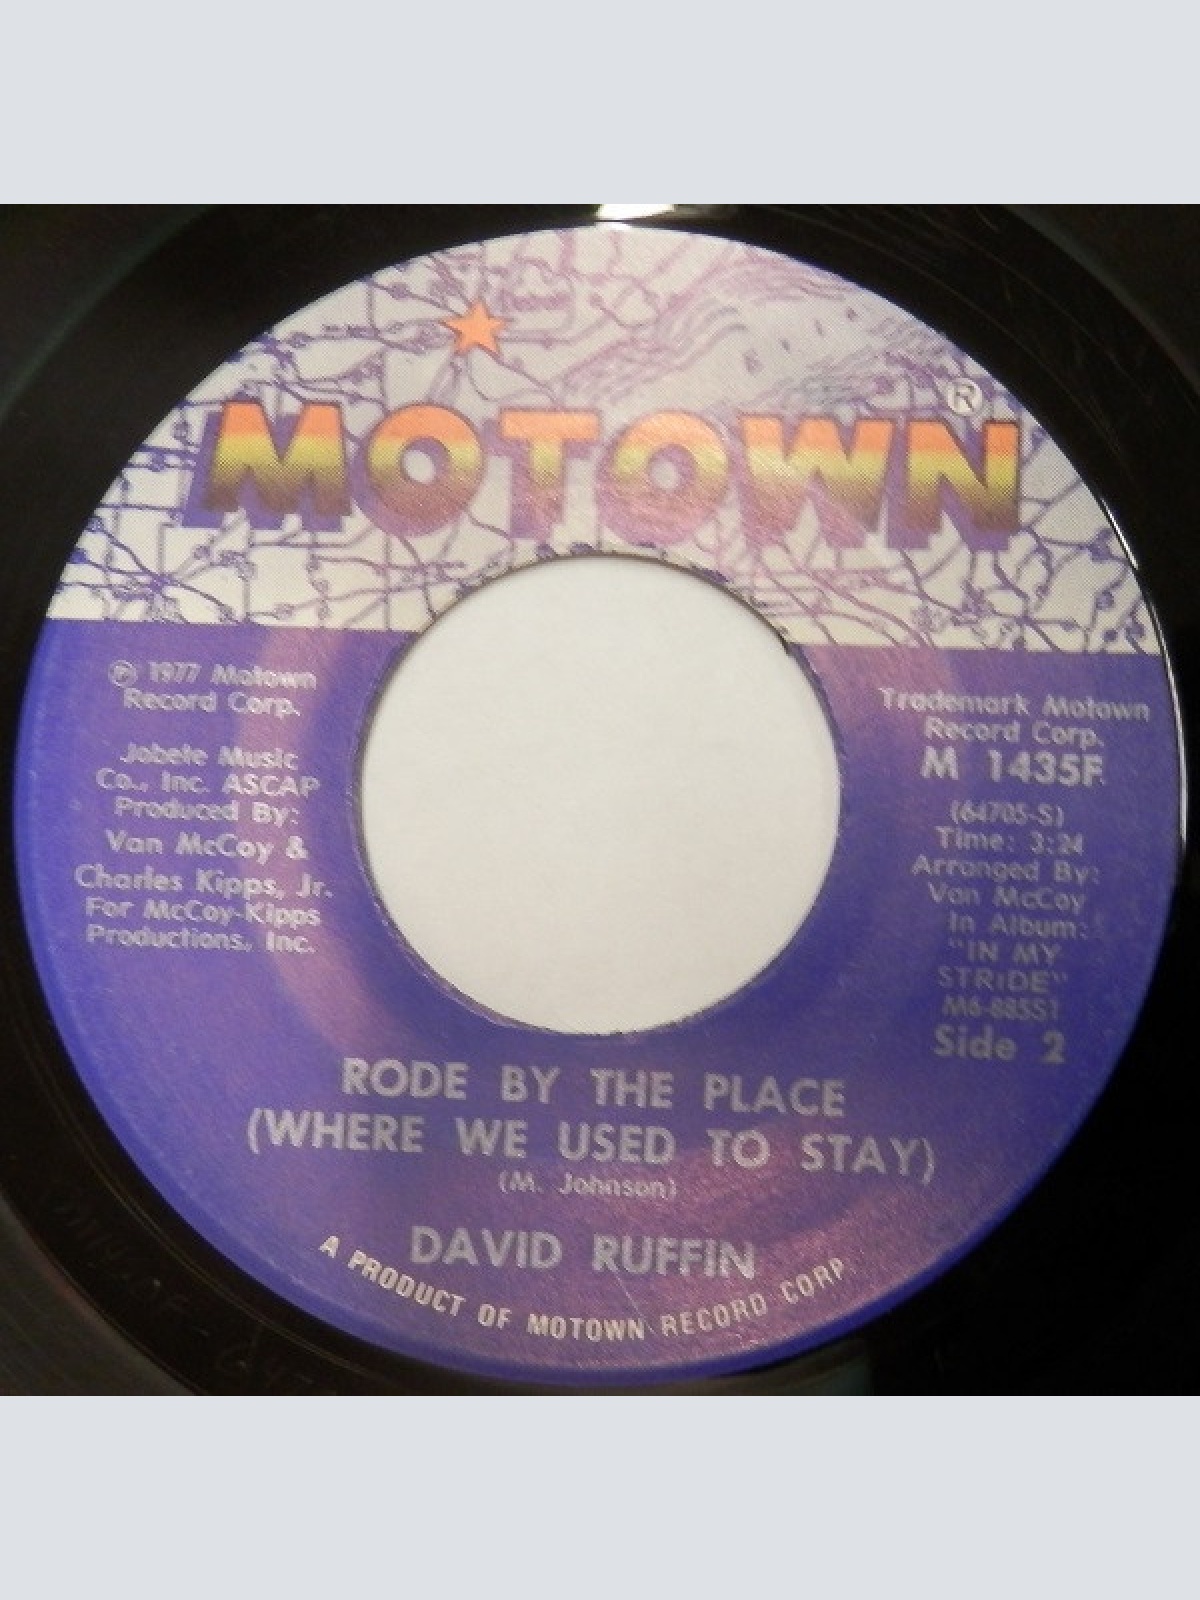 MOTOWN
®
℗ 1977 Motown
Record Corp.
Jobete Music
Co., Inc. ASCAP
Produced By:
Van McCoy &
Charles Kipps, Jr.
For McCoy-Kipps
Productions, Inc.
Trademark Motown
Record Corp.
M 1435F
(64705-S)
Time: 3:24
Arranged By:
Van McCoy
In Album:
"IN MY
STRIDE"
M6-885S1
Side 2
RODE BY THE PLACE
(WHERE WE USED TO STAY)
(M. Johnson)
DAVID RUFFIN
A PRODUCT OF MOTOWN RECORD CORP.